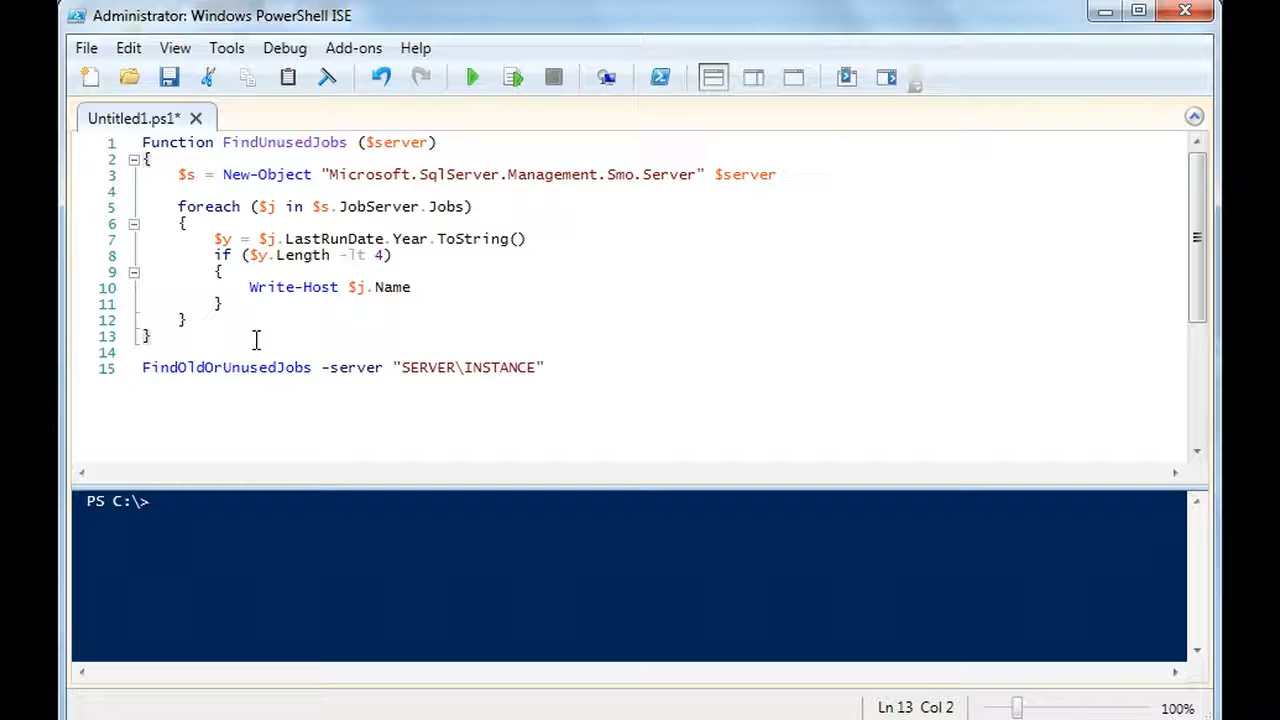 Administrator: Windows PowerShell ISE
File Edit View Tools Debug Add-ons Help
Untitled1.ps1*
1 Function FindUnusedJobs ($server)
2 {
3 $s = New-Object "Microsoft.SqlServer.Management.Smo.Server" $server
4
5 foreach ($j in $s.JobServer.Jobs)
6 {
7 $y = $j.LastRunDate.Year.ToString()
8 if ($y.Length -lt 4)
9 {
10 Write-Host $j.Name
11 }
12 }
13 }
14
15 FindOldOrUnusedJobs -server "SERVER\INSTANCE"
PS C:\>
Ln 13 Col 2 100%